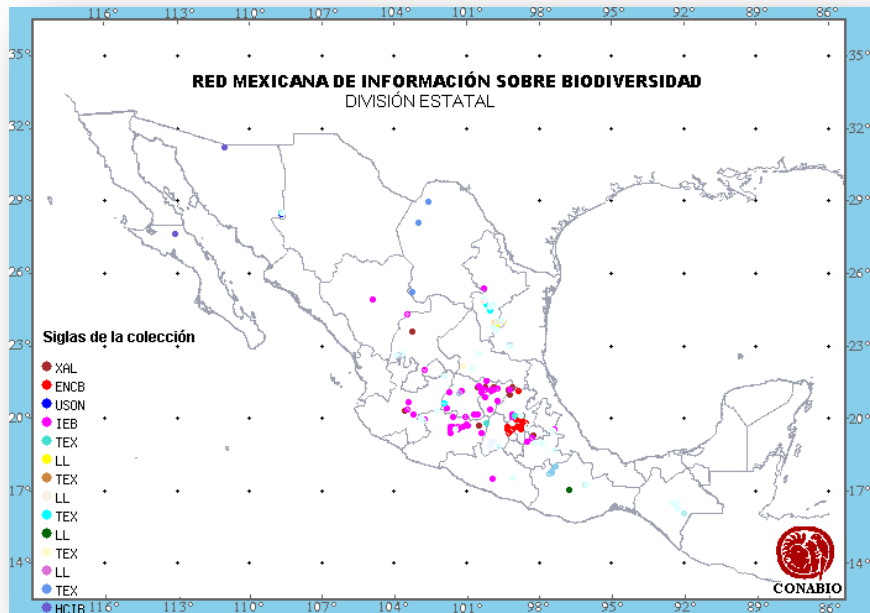 116° 113° 110° 107° 104° 101° 98° 95° 92° 89° 86°
35° 35°
RED MEXICANA DE INFORMACIÓN SOBRE BIODIVERSIDAD
DIVISIÓN ESTATAL
32° 32°
29° 29°
26° 26°
23° 23°
Siglas de la colección
XAL
ENCB
USON
20° 20°
IEB
TEX
LL
TEX
17° 17°
LL
TEX
LL
14° 14°
TEX
LL
TEX
CONABIO
HCIB
116° 113° 110° 107° 104° 101° 98° 95° 92° 89° 86°